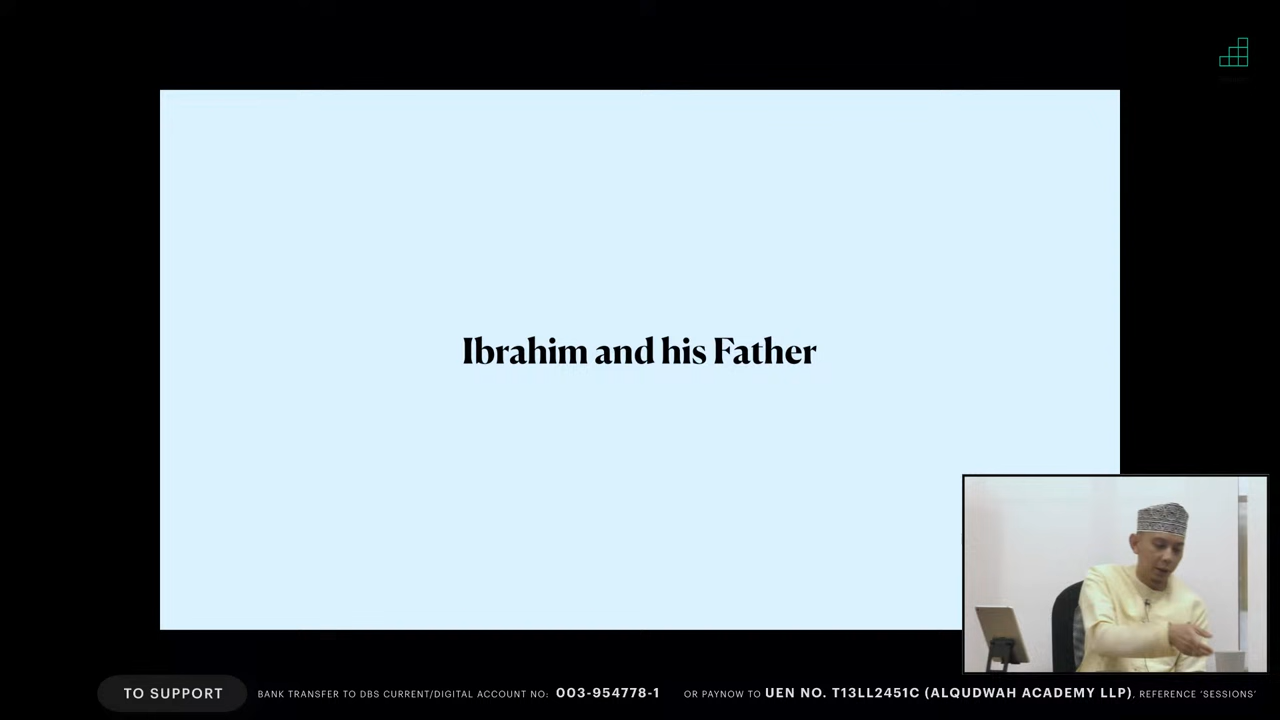 Ibrahim and his Father
TO SUPPORT BANK TRANSFER TO DBS CURRENT/DIGITAL ACCOUNT NO: 003-954778-1 OR PAYNOW TO UEN NO. T13LL2451C (ALQUDWAH ACADEMY LLP), REFERENCE ‘SESSIONS’